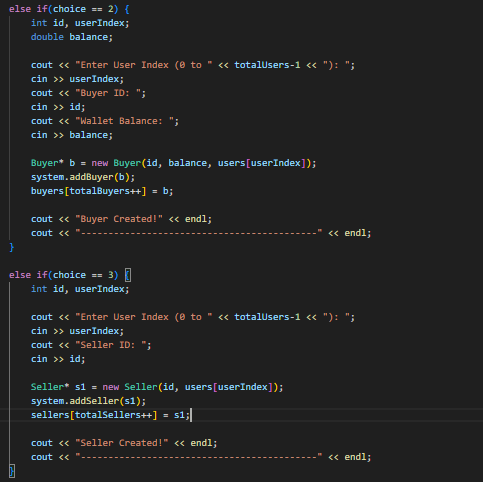 else if(choice == 2) {
    int id, userIndex;
    double balance;

    cout << "Enter User Index (0 to " << totalUsers-1 << "): ";
    cin >> userIndex;
    cout << "Buyer ID: ";
    cin >> id;
    cout << "Wallet Balance: ";
    cin >> balance;

    Buyer* b = new Buyer(id, balance, users[userIndex]);
    system.addBuyer(b);
    buyers[totalBuyers++] = b;

    cout << "Buyer Created!" << endl;
    cout << "-------------------------------------------" << endl;
}

else if(choice == 3) {
    int id, userIndex;

    cout << "Enter User Index (0 to " << totalUsers-1 << "): ";
    cin >> userIndex;
    cout << "Seller ID: ";
    cin >> id;

    Seller* s1 = new Seller(id, users[userIndex]);
    system.addSeller(s1);
    sellers[totalSellers++] = s1;

    cout << "Seller Created!" << endl;
    cout << "-------------------------------------------" << endl;
}